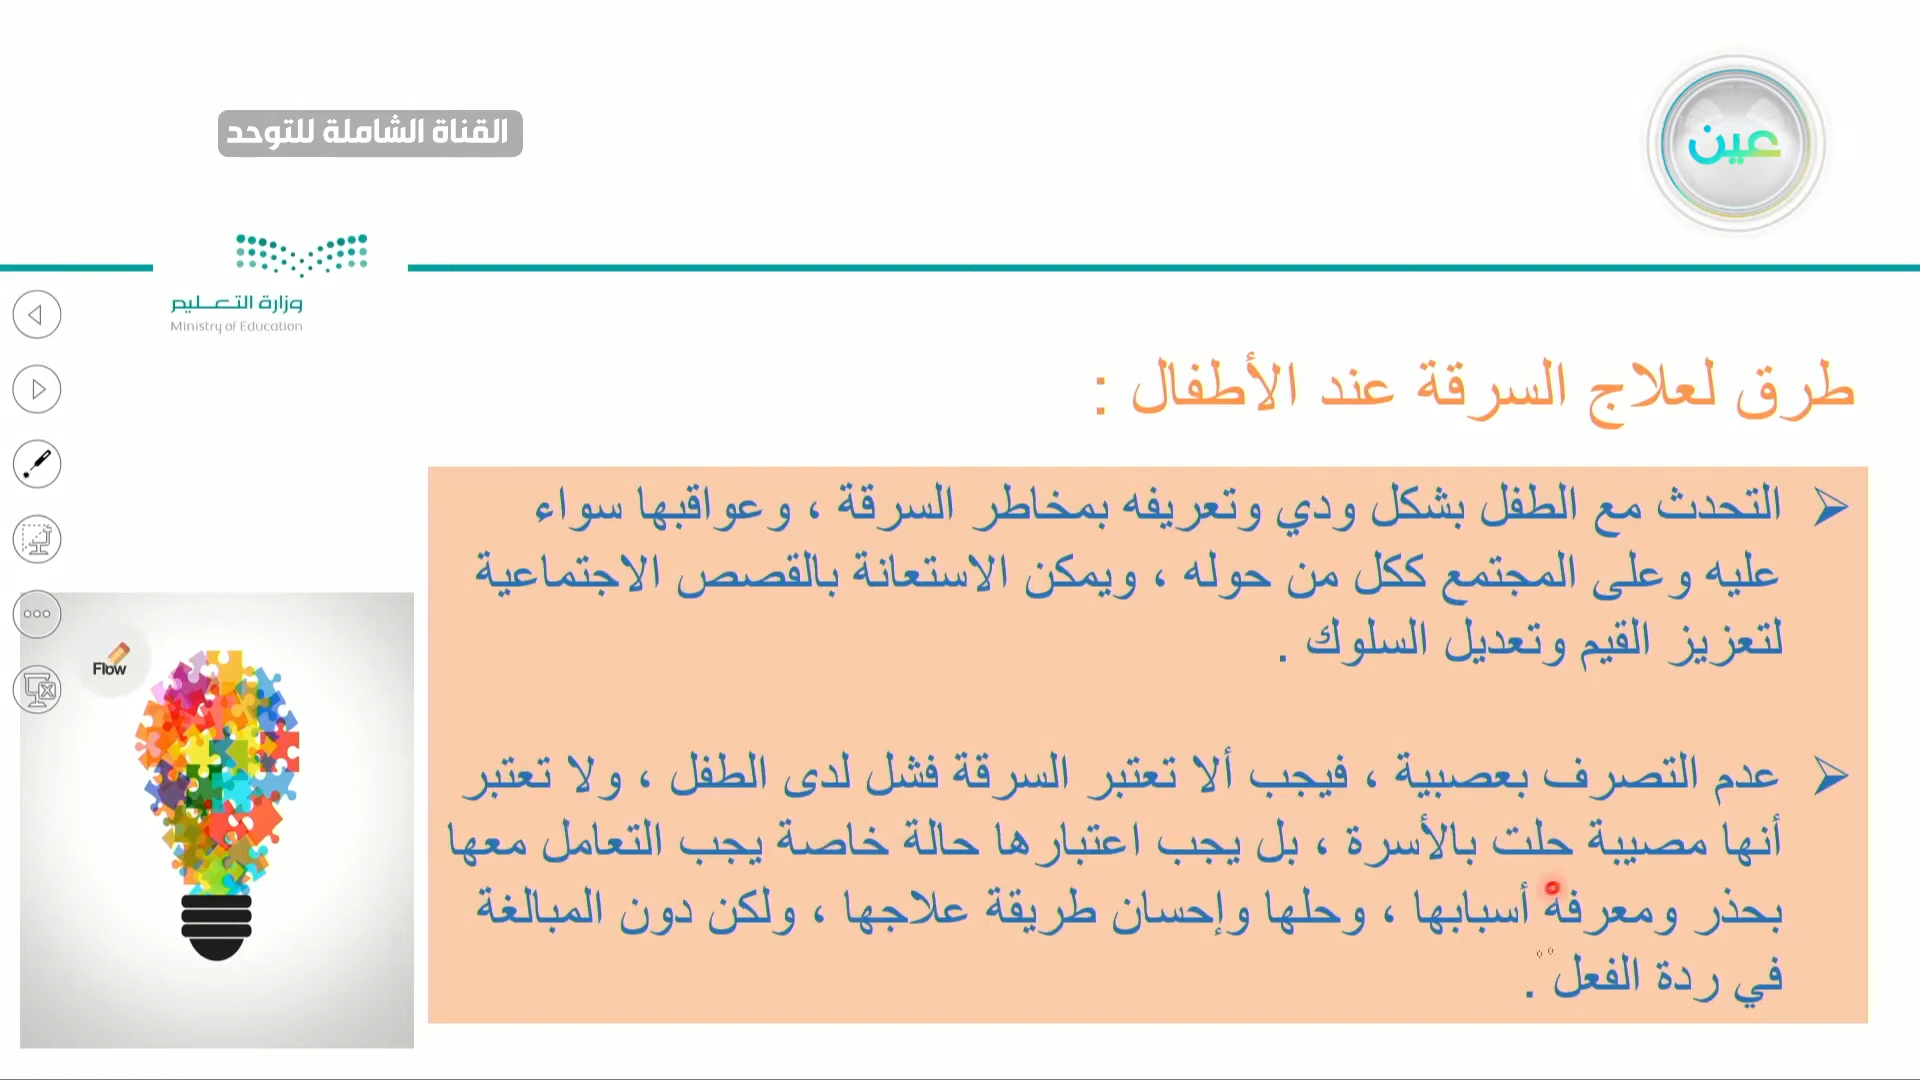 القناة الشاملة للتوحد
عين
وزارة التعليم
Ministry of Education
طرق لعلاج السرقة عند الأطفال :
التحدث مع الطفل بشكل ودي وتعريفه بمخاطر السرقة ، وعواقبها سواء
عليه وعلى المجتمع ككل من حوله ، ويمكن الاستعانة بالقصص الاجتماعية
لتعزيز القيم وتعديل السلوك .
عدم التصرف بعصبية ، فيجب ألا تعتبر السرقة فشل لدى الطفل ، ولا تعتبر
أنها مصيبة حلت بالأسرة ، بل يجب اعتبارها حالة خاصة يجب التعامل معها
بحذر ومعرفة أسبابها ، وحلها وإحسان طريقة علاجها ، ولكن دون المبالغة
في ردة الفعل .
Flow